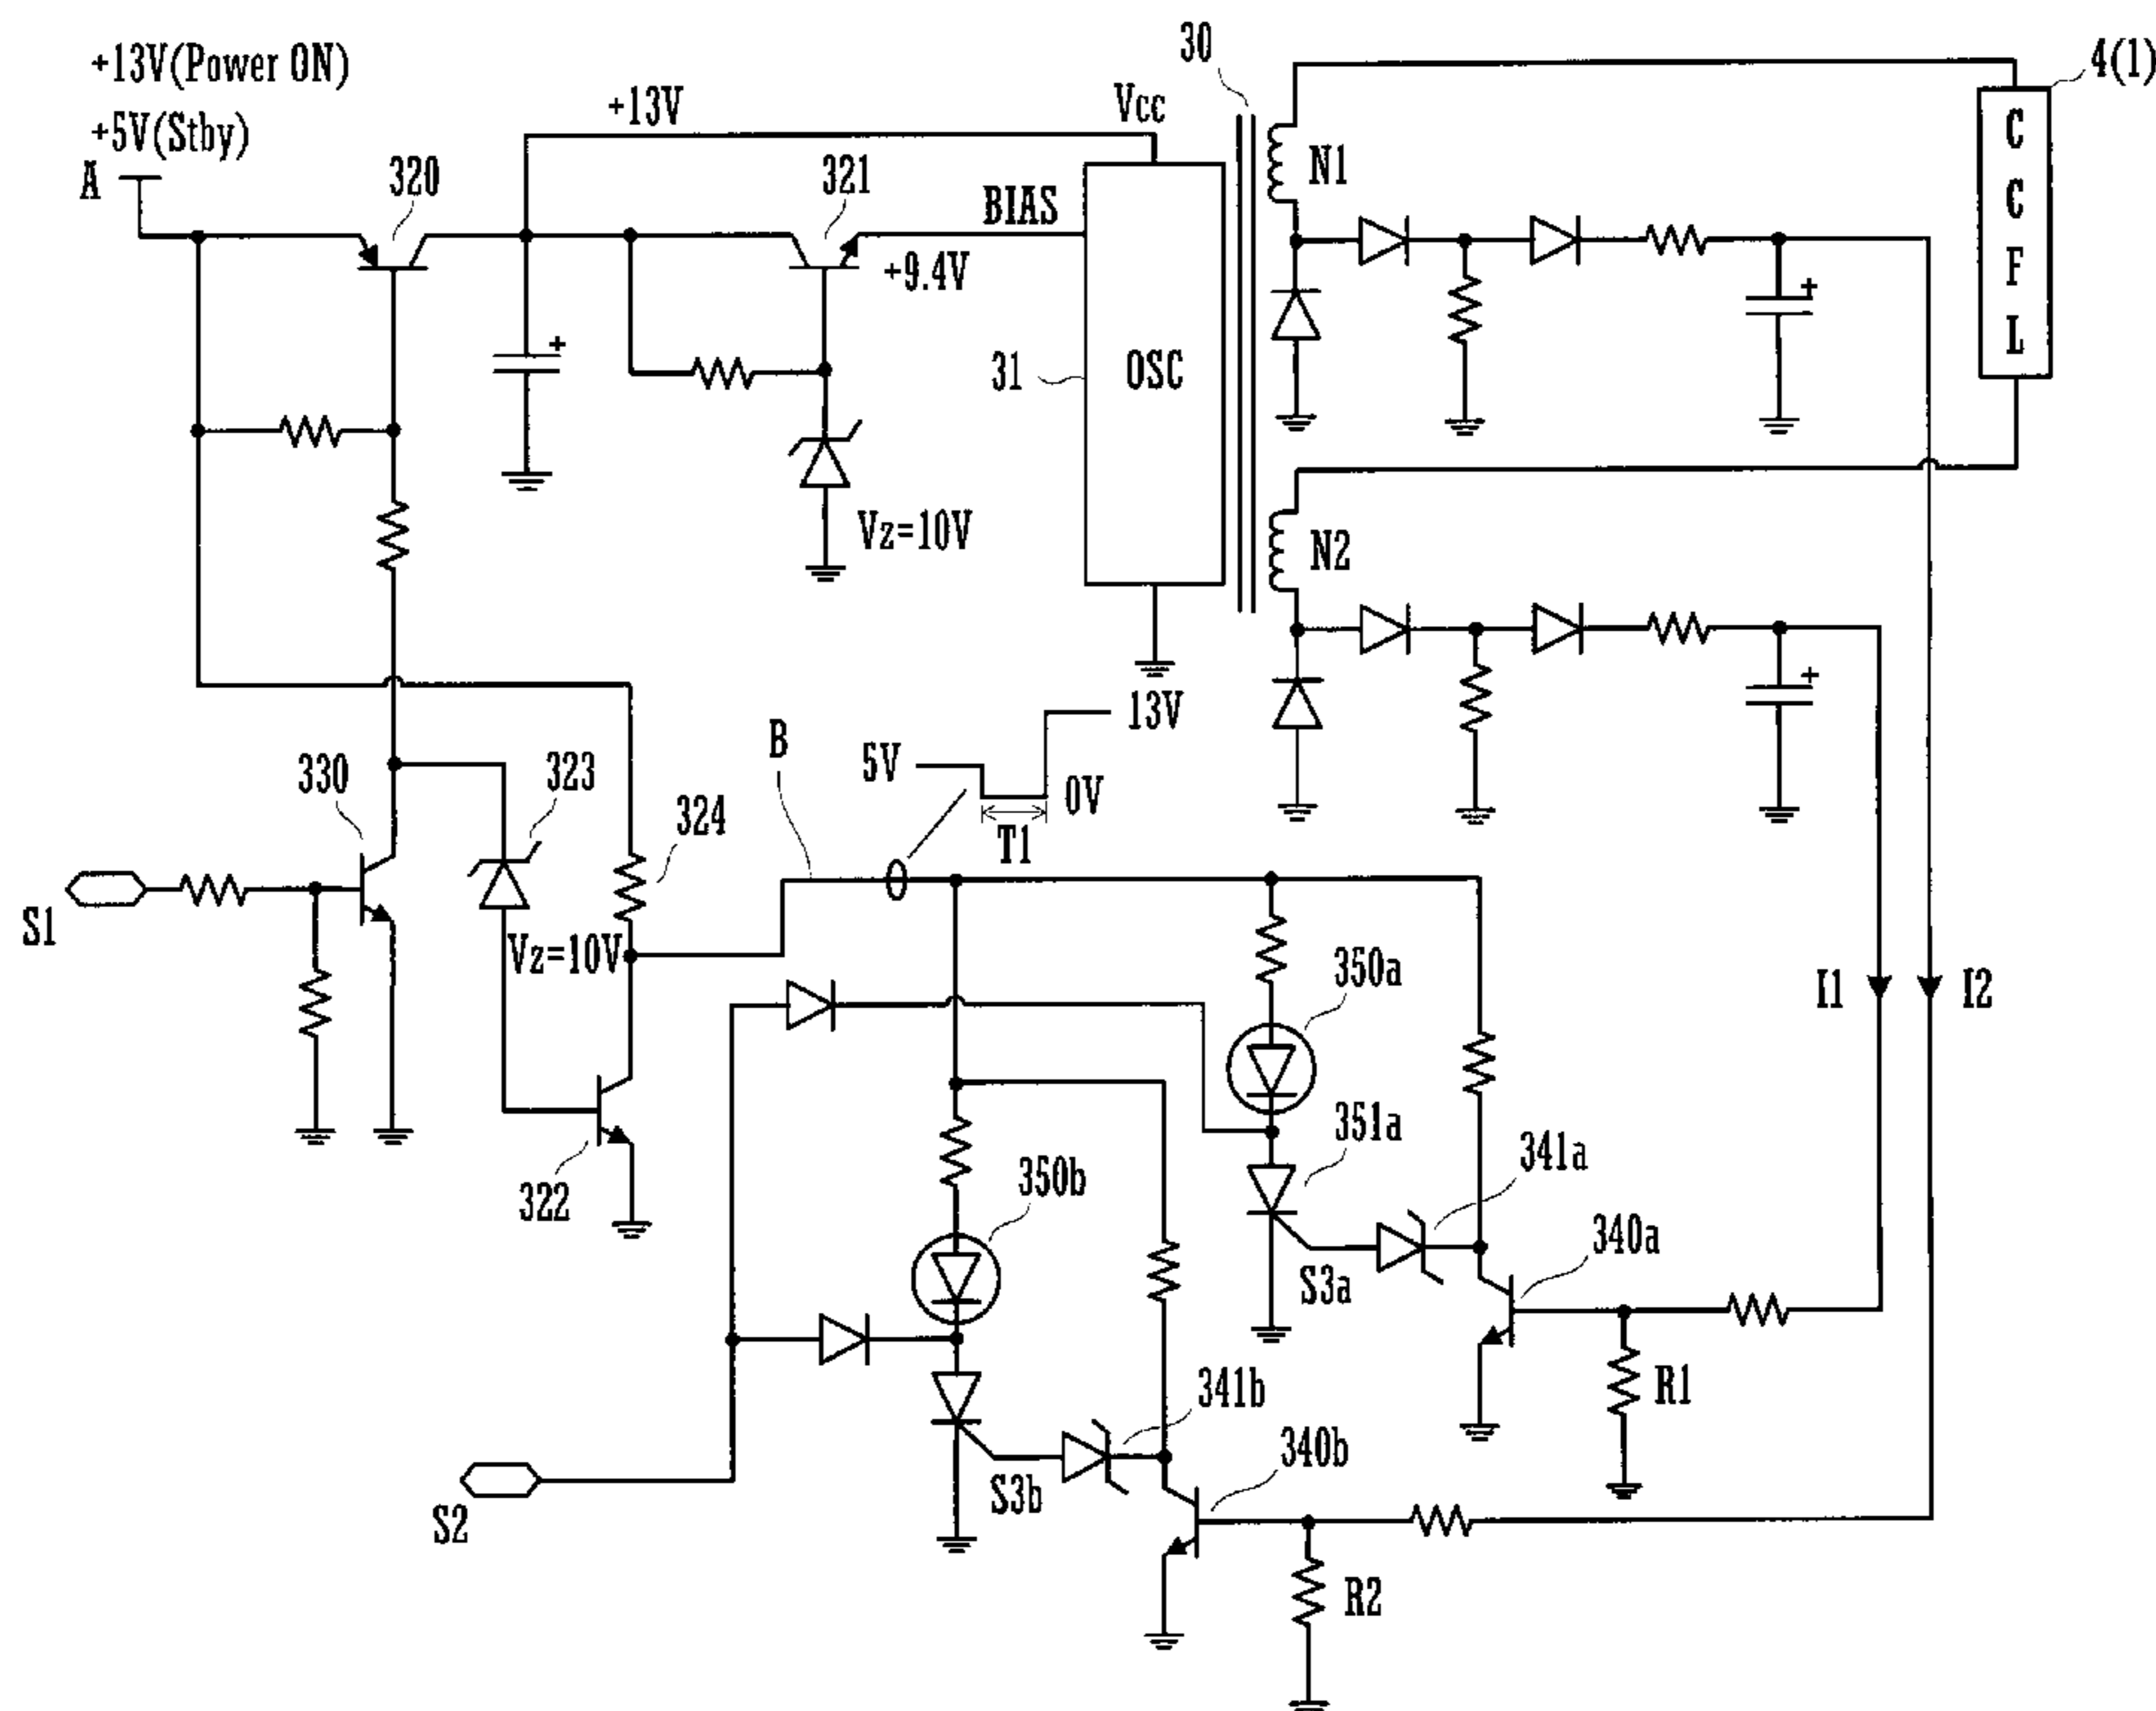 +13V(Power ON)
+5V(Stby)
A
320
+13V
321
Vcc
BIAS
+9.4V
30
31
OSC
N1
4(1)
C
C
F
L
Vz=10V
N2
13V
5V
0V
T1
B
330
323
324
S1
Vz=10V
322
350a
351a
341a
340a
S3a
I1
I2
R1
350b
341b
340b
S3b
S2
R2